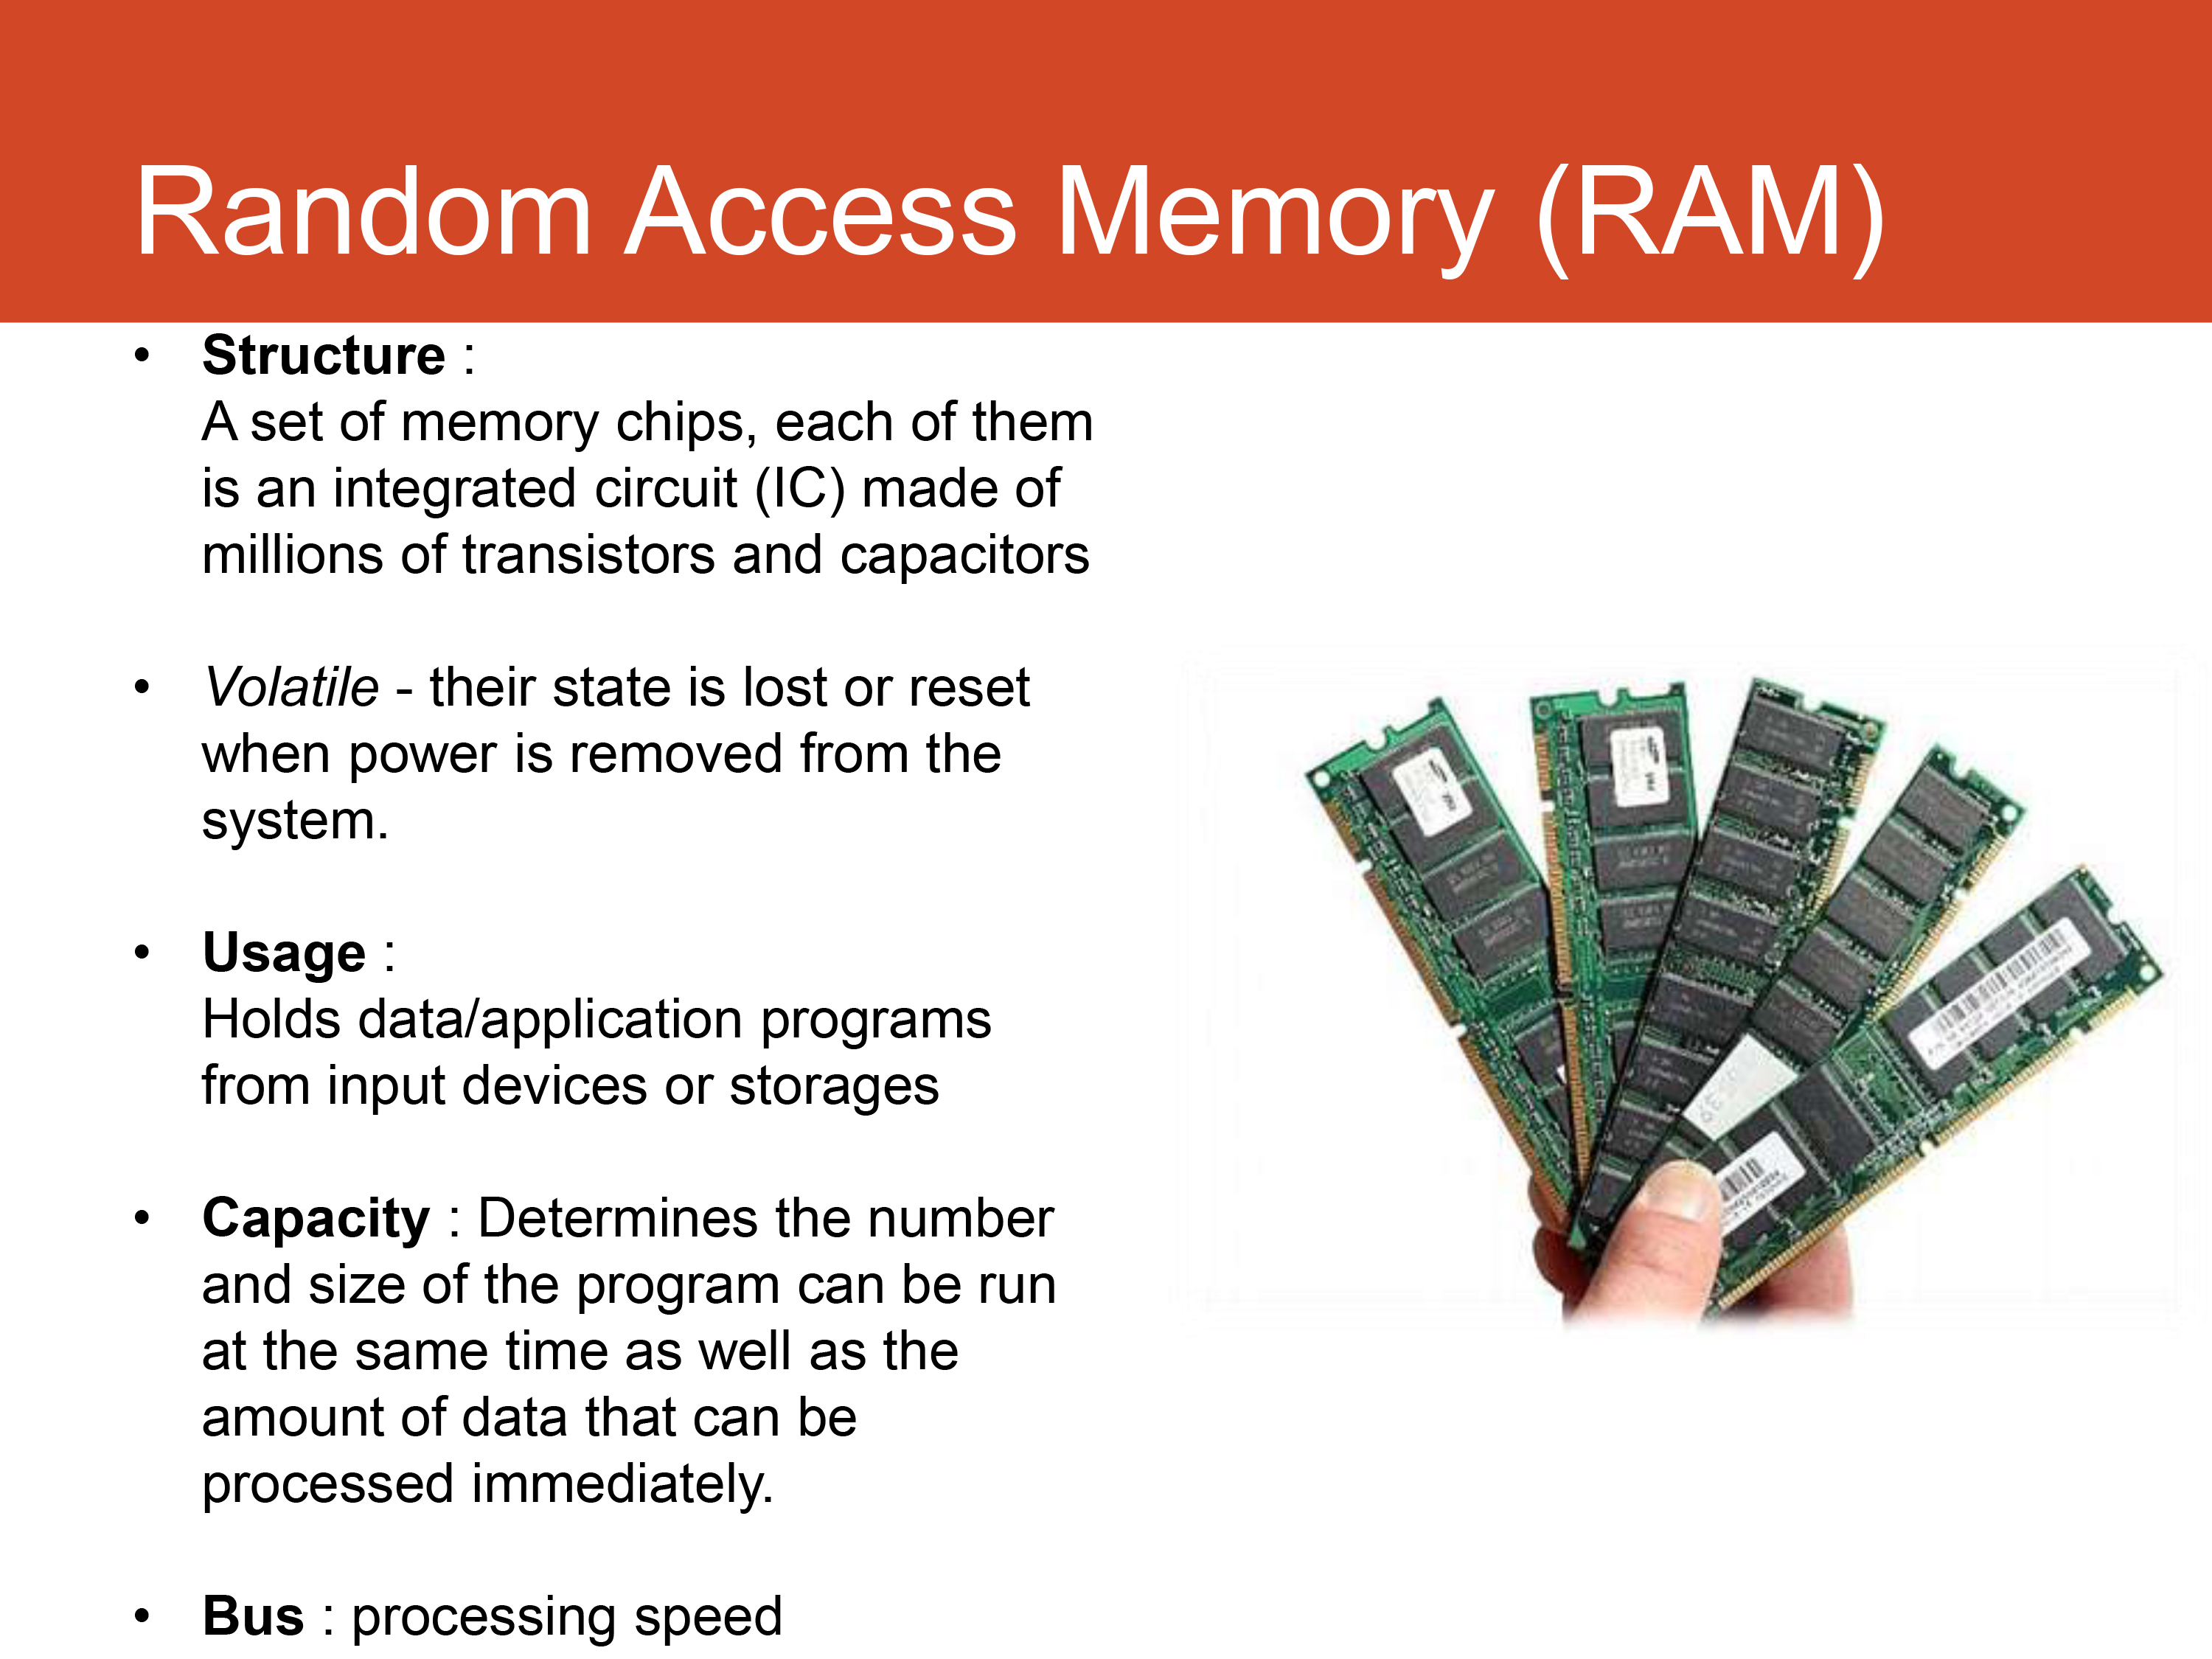 Random Access Memory (RAM)
• Structure :
A set of memory chips, each of them
is an integrated circuit (IC) made of
millions of transistors and capacitors
• Volatile - their state is lost or reset
when power is removed from the
system.
• Usage :
Holds data/application programs
from input devices or storages
• Capacity : Determines the number
and size of the program can be run
at the same time as well as the
amount of data that can be
processed immediately.
• Bus : processing speed